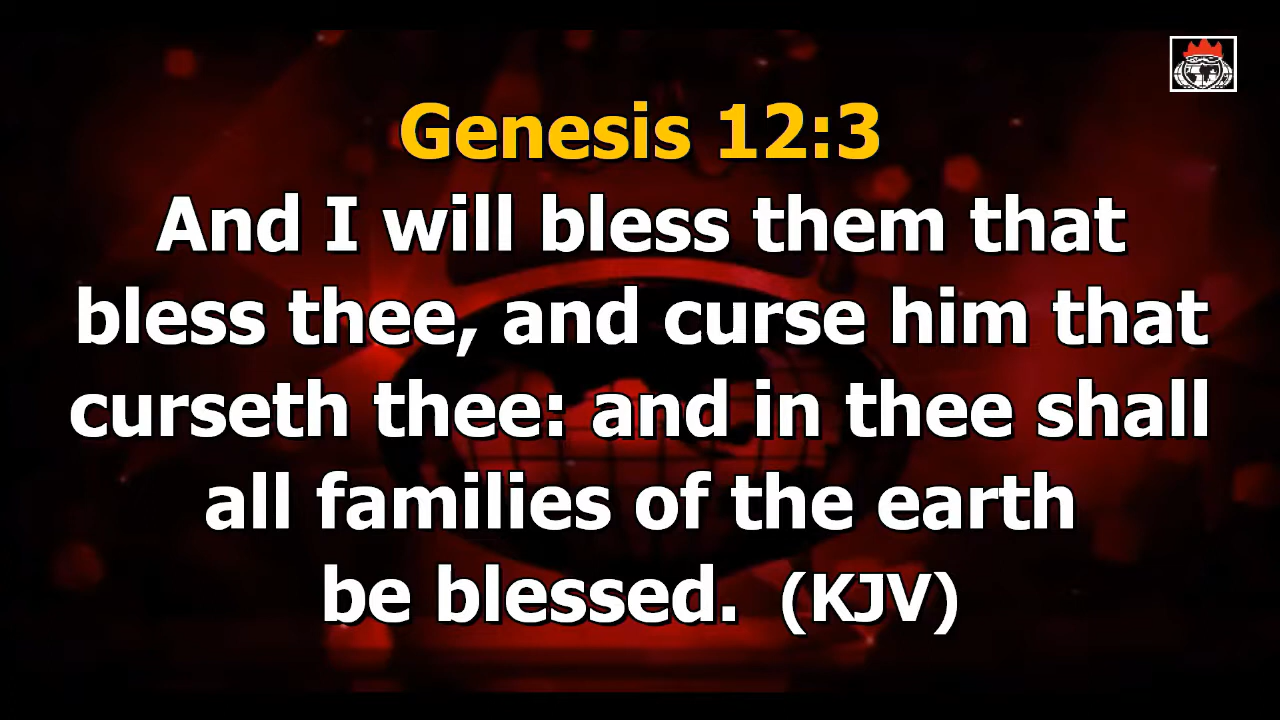 Genesis 12:3
And I will bless them that
bless thee, and curse him that
curseth thee: and in thee shall
all families of the earth
be blessed. (KJV)